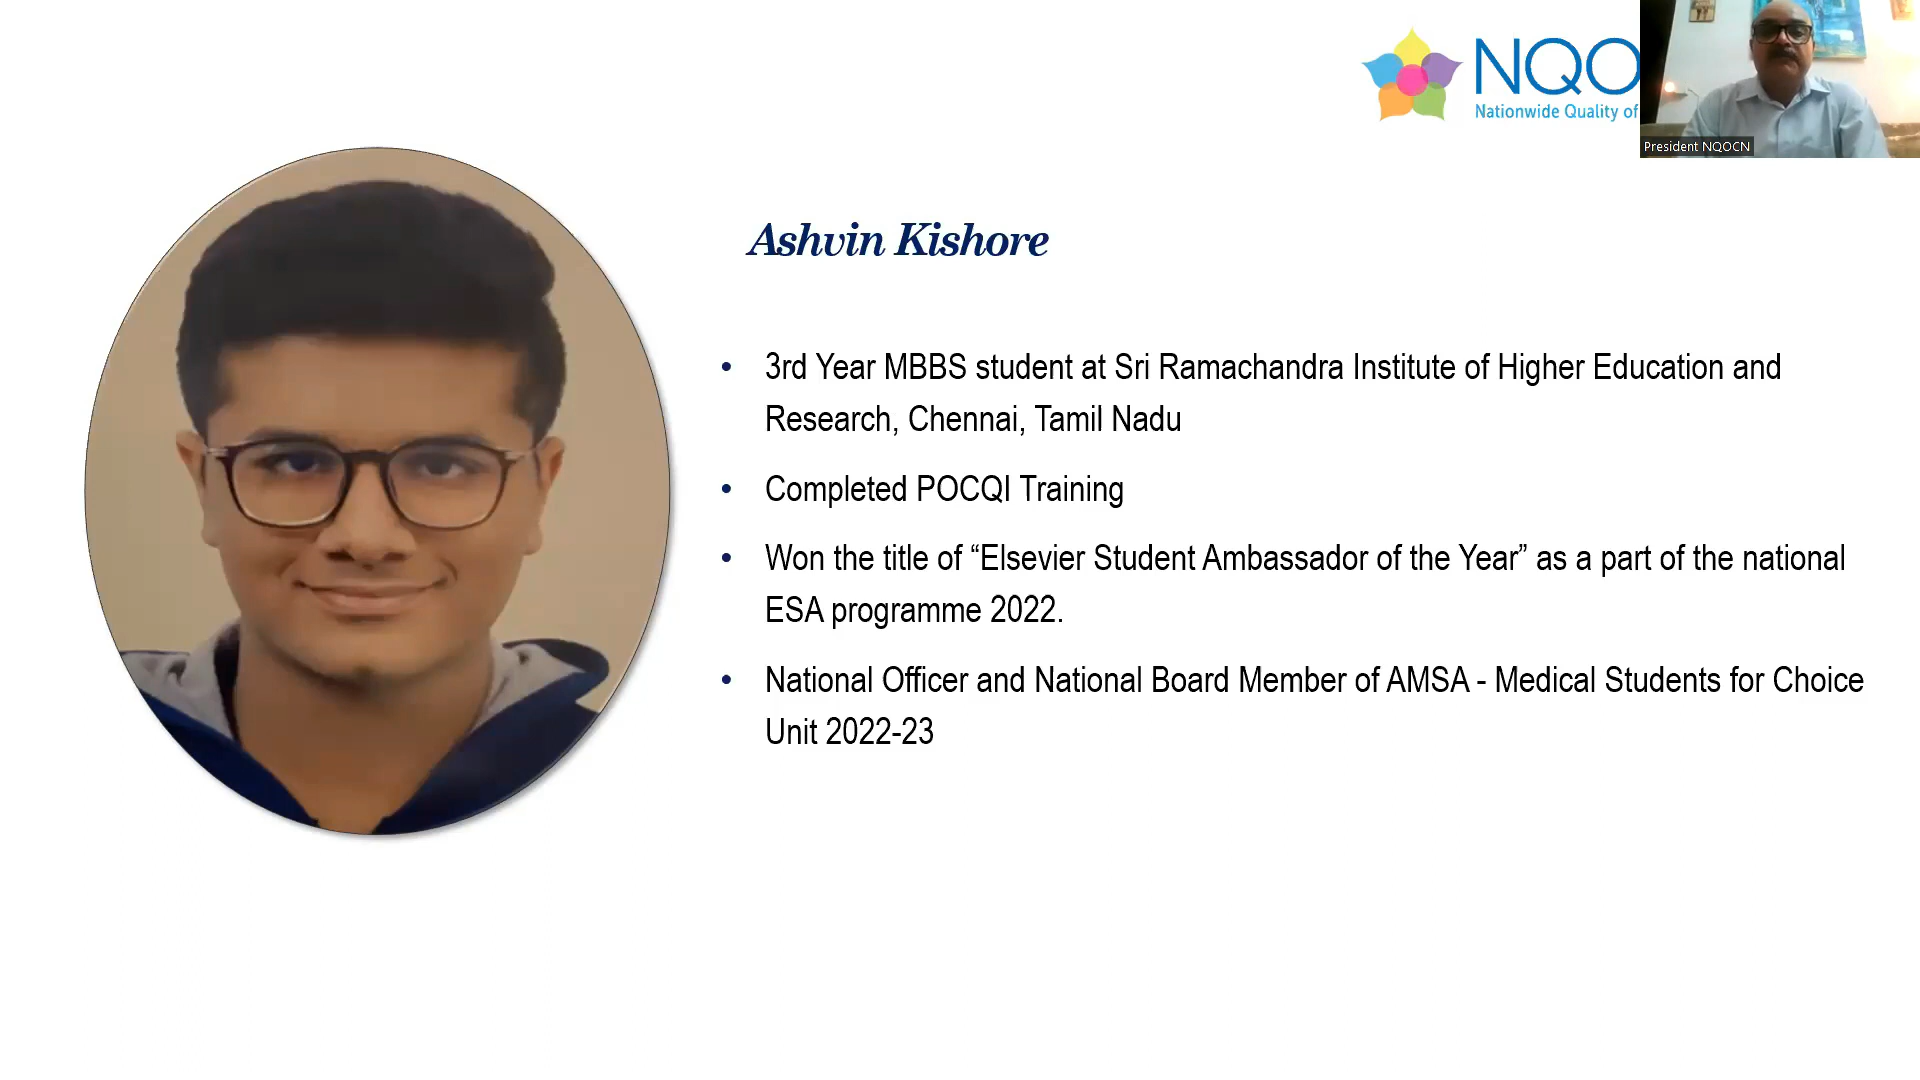 NQO
Nationwide Quality of
President NQOCN
Ashvin Kishore
• 3rd Year MBBS student at Sri Ramachandra Institute of Higher Education and
Research, Chennai, Tamil Nadu
• Completed POCQI Training
• Won the title of “Elsevier Student Ambassador of the Year” as a part of the national
ESA programme 2022.
• National Officer and National Board Member of AMSA - Medical Students for Choice
Unit 2022-23